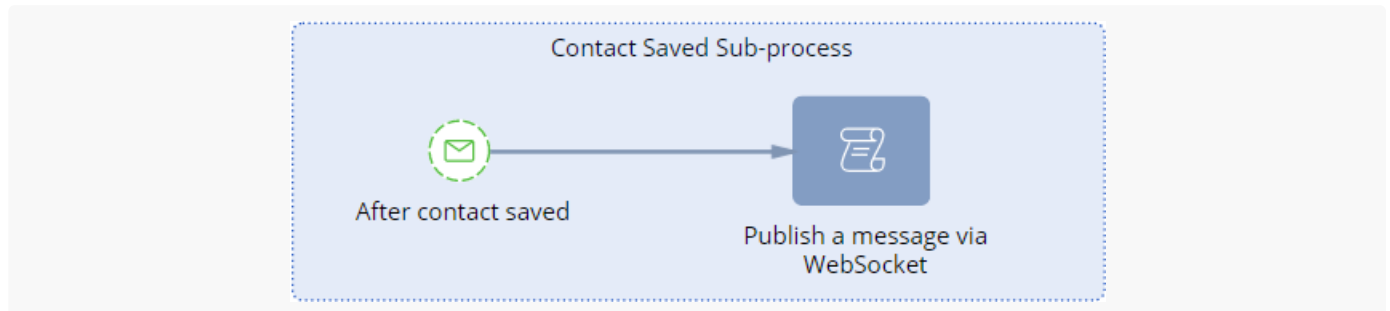 Contact Saved Sub-process
After contact saved
Publish a message via
WebSocket